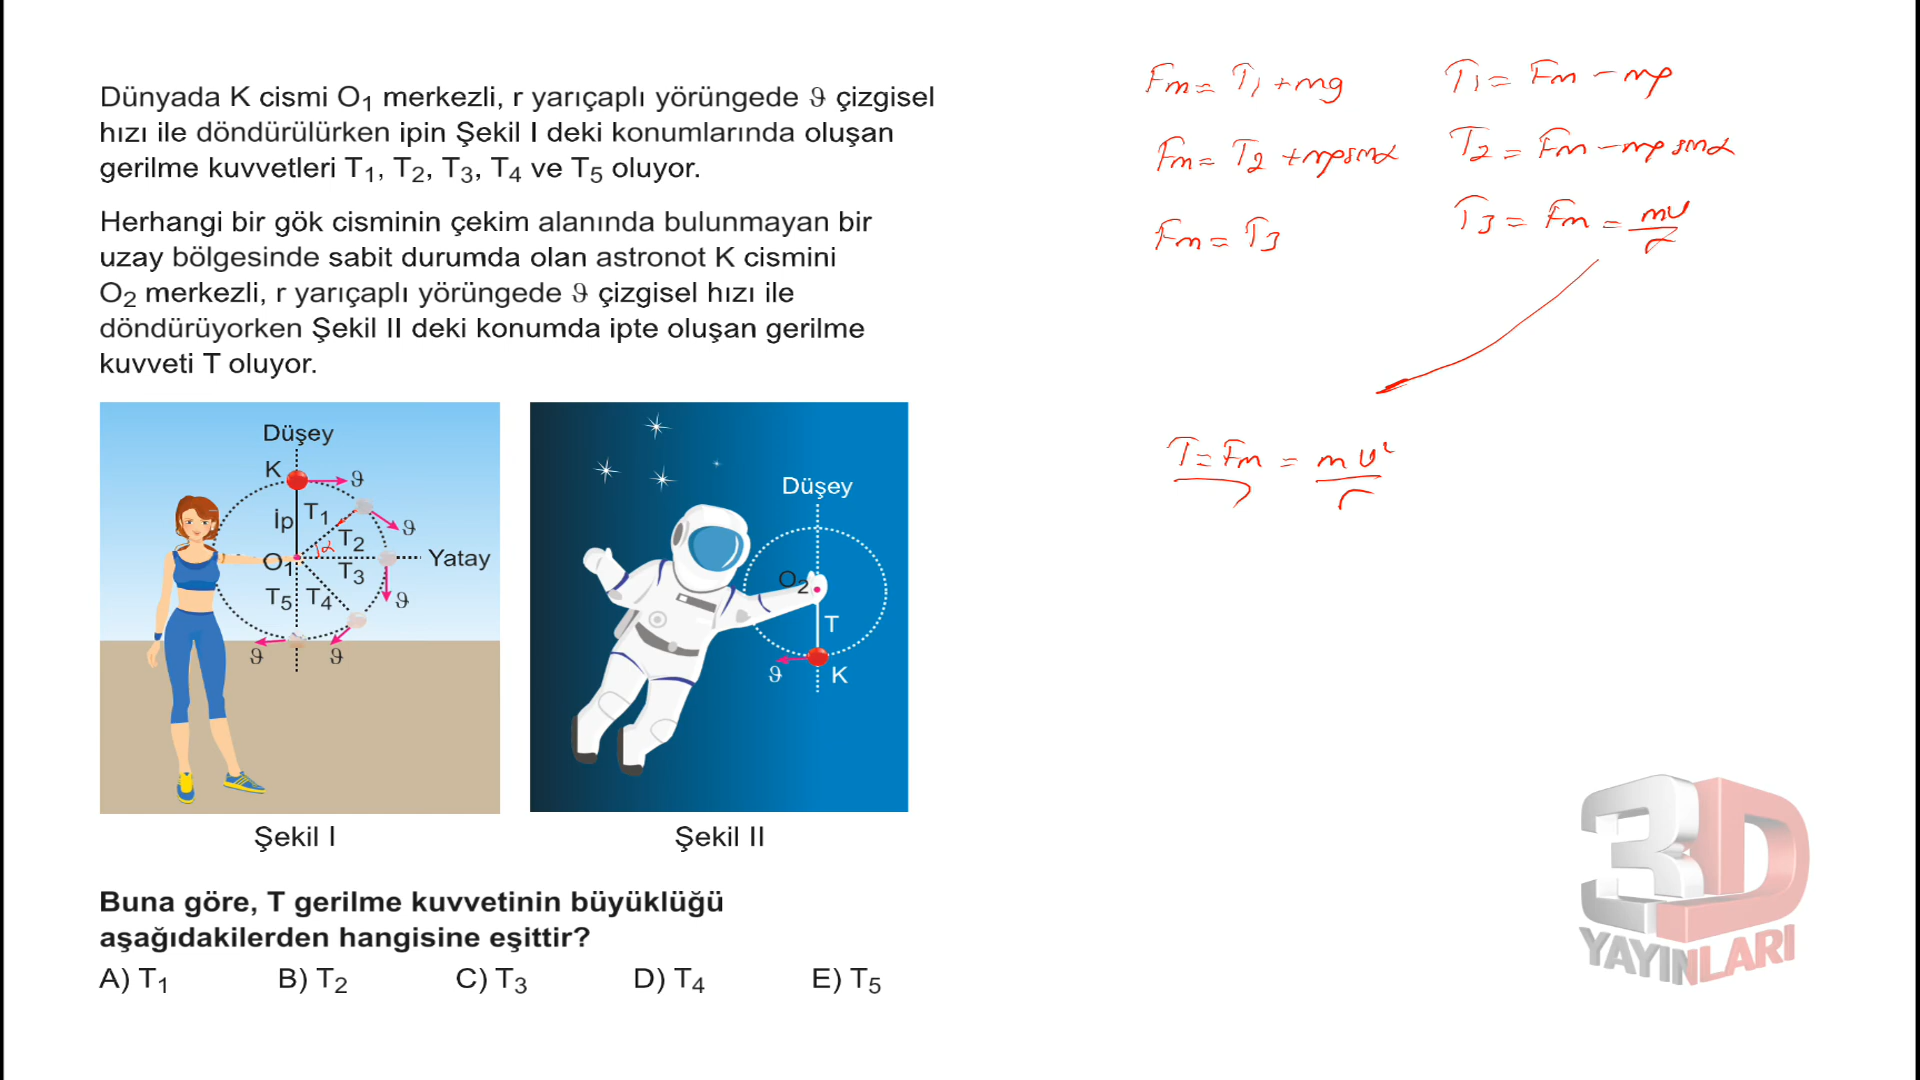 Dünyada K cismi O1 merkezli, r yarıçaplı yörüngede ϑ çizgisel
hızı ile döndürülürken ipin Şekil I deki konumlarında oluşan
gerilme kuvvetleri T1, T2, T3, T4 ve T5 oluyor.
Herhangi bir gök cisminin çekim alanında bulunmayan bir
uzay bölgesinde sabit durumda olan astronot K cismini
O2 merkezli, r yarıçaplı yörüngede ϑ çizgisel hızı ile
döndürüyorken Şekil II deki konumda ipte oluşan gerilme
kuvveti T oluyor.
Düşey
K
ϑ
İp
T1
ϑ
T2
α
O1
Yatay
T3
T5
T4
ϑ
ϑ
ϑ
Şekil I
Düşey
O2
T
ϑ
K
Şekil II
Buna göre, T gerilme kuvvetinin büyüklüğü
aşağıdakilerden hangisine eşittir?
A) T1 B) T2 C) T3 D) T4 E) T5
Fm = T1 + mg
Fm = T2 + mg sinα
Fm = T3
T1 = Fm - mg
T2 = Fm - mg sinα
T3 = Fm = mv / r
T = Fm = m v² / r
3D
YAYINLARI